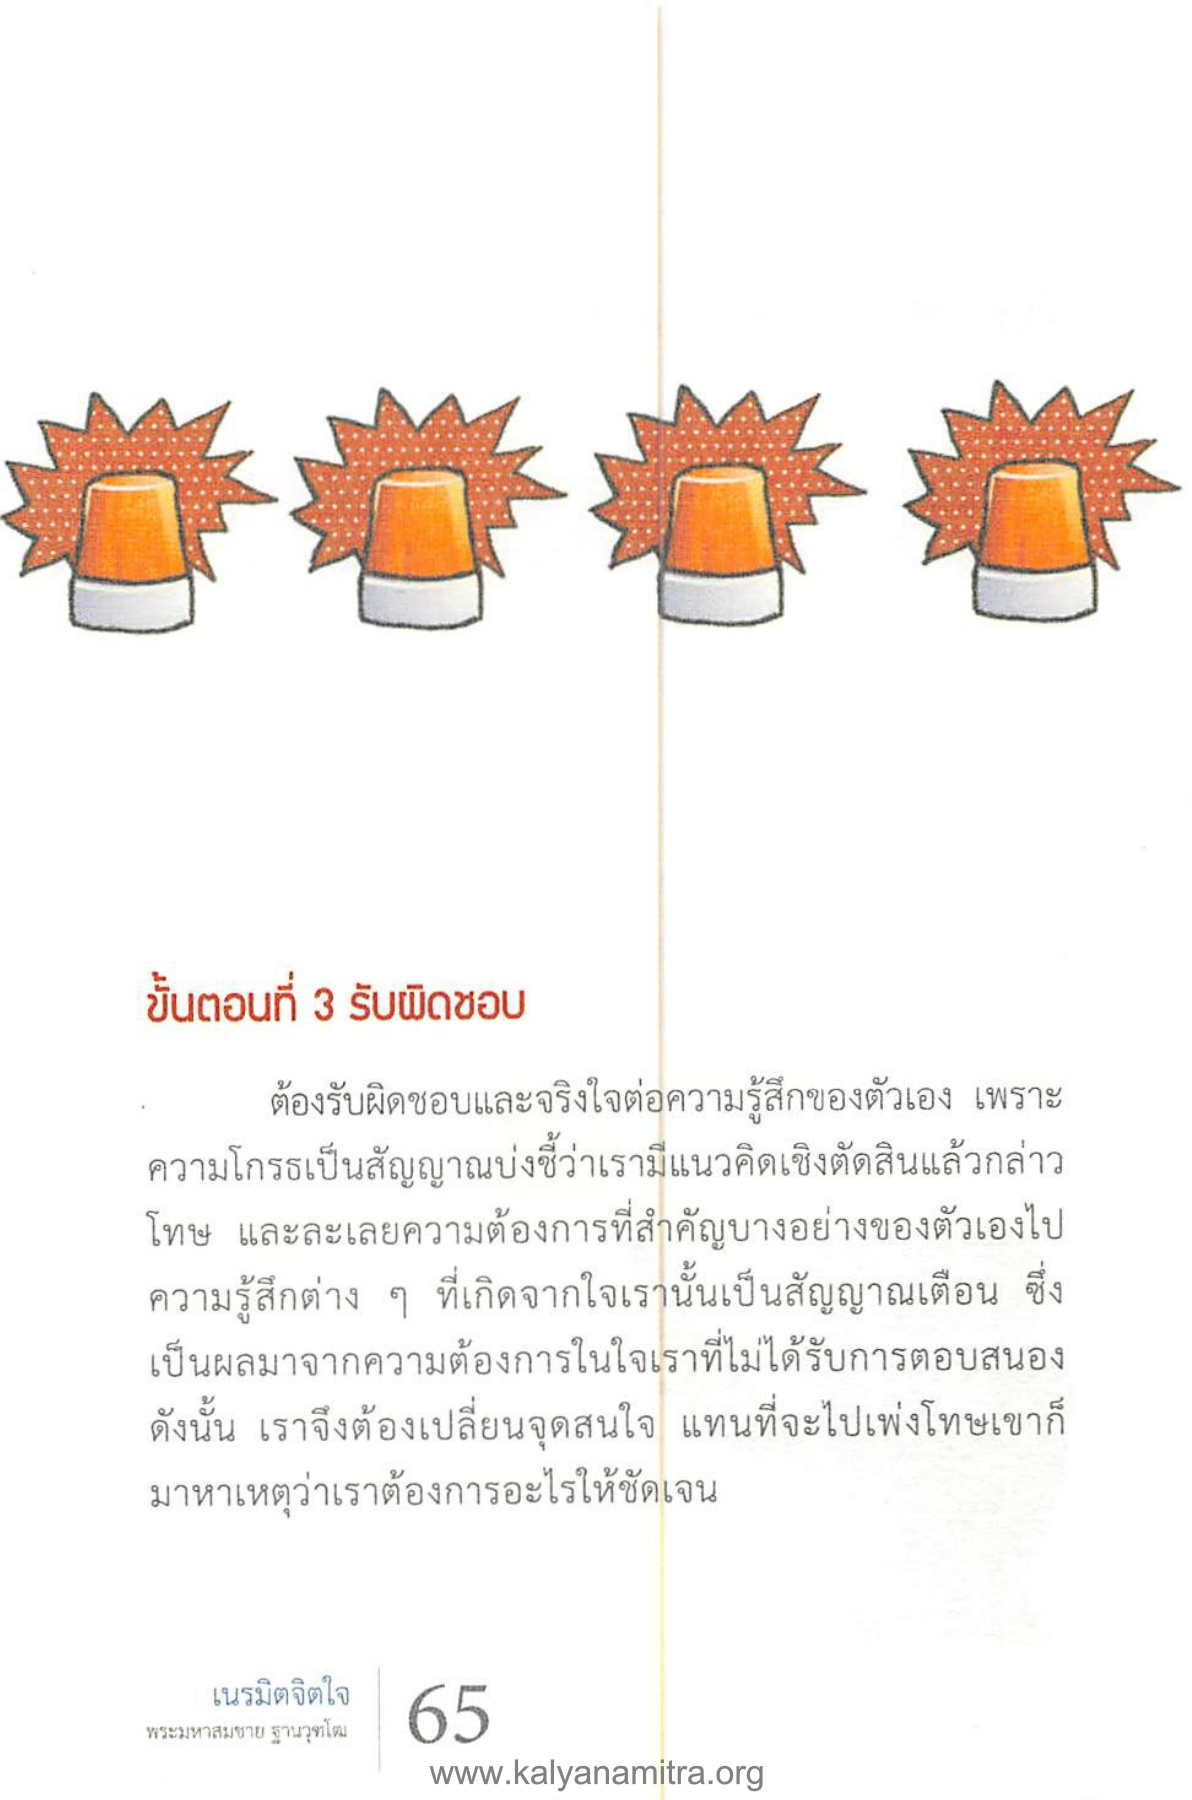 ขั้นตอนที่ 3 รับผิดชอบ
ต้องรับผิดชอบและจริงใจต่อความรู้สึกของตัวเอง เพราะ
ความโกรธเป็นสัญญาณบ่งชี้ว่าเรามีแนวคิดเชิงตัดสินแล้วกล่าว
โทษ และละเลยความต้องการที่สำคัญบางอย่างของตัวเองไป
ความรู้สึกต่าง ๆ ที่เกิดจากใจเรานั้นเป็นสัญญาณเตือน ซึ่ง
เป็นผลมาจากความต้องการในใจเราที่ไม่ได้รับการตอบสนอง
ดังนั้น เราจึงต้องเปลี่ยนจุดสนใจ แทนที่จะไปเพ่งโทษเขาก็
มาหาเหตุว่าเราต้องการอะไรให้ชัดเจน
เนรมิตจิตใจ
พระมหาสมชาย ฐานวุฑโฒ
65
www.kalyanamitra.org